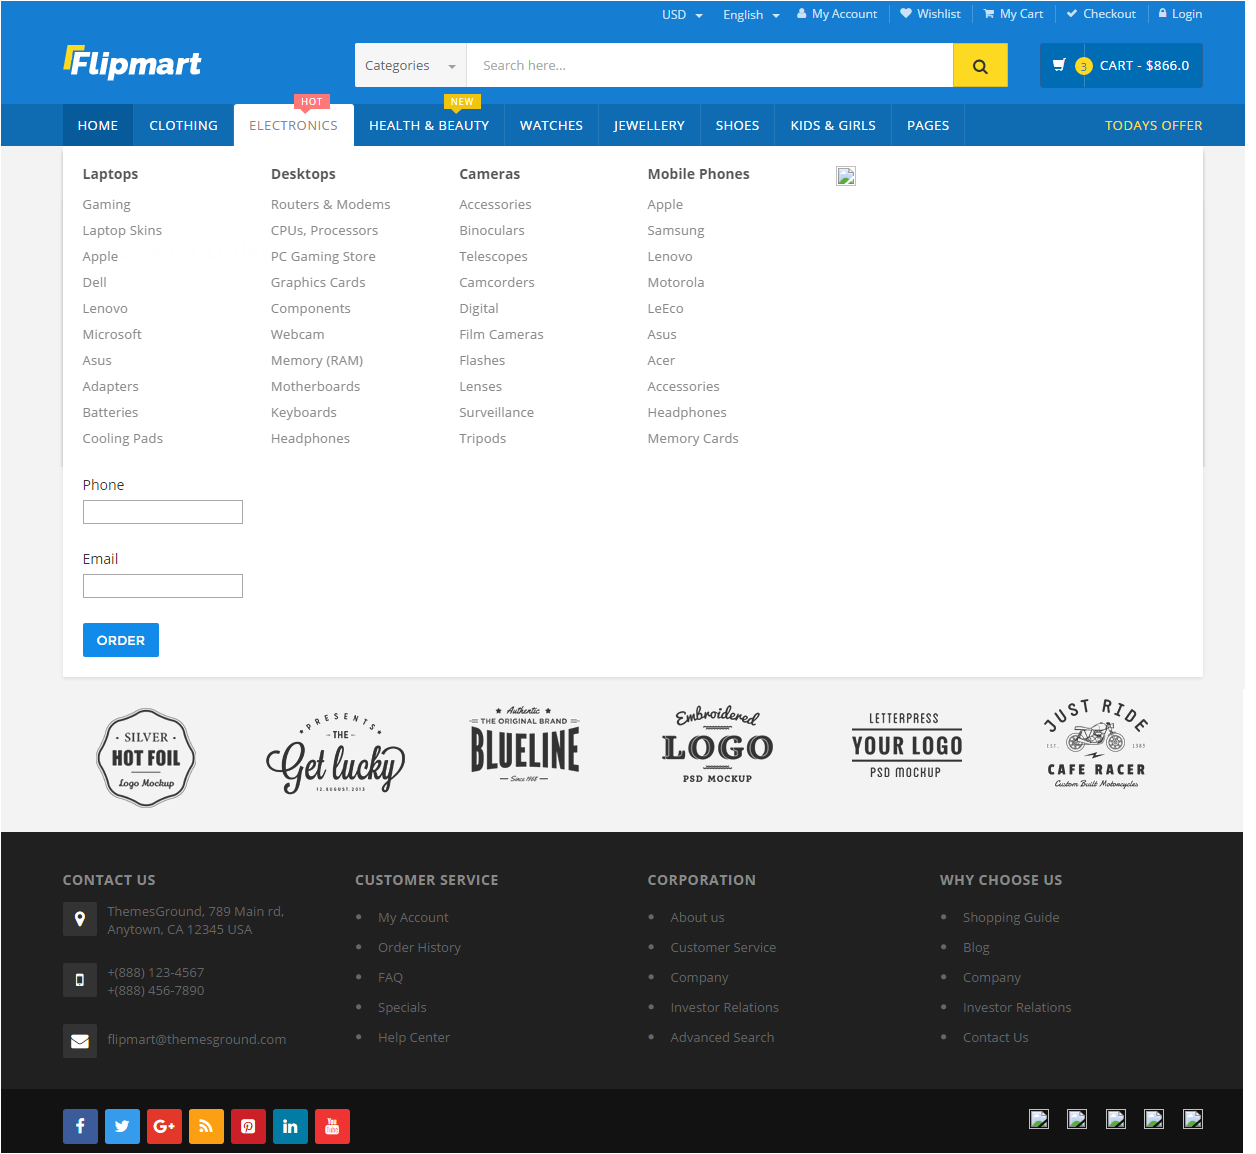 USD English My Account Wishlist My Cart Checkout Login
Flipmart
Categories Search here... 3 CART - $866.0
HOT NEW
HOME CLOTHING ELECTRONICS HEALTH & BEAUTY WATCHES JEWELLERY SHOES KIDS & GIRLS PAGES TODAYS OFFER
Laptops
Gaming
Laptop Skins
Apple
Dell
Lenovo
Microsoft
Asus
Adapters
Batteries
Cooling Pads
Desktops
Routers & Modems
CPUs, Processors
PC Gaming Store
Graphics Cards
Components
Webcam
Memory (RAM)
Motherboards
Keyboards
Headphones
Cameras
Accessories
Binoculars
Telescopes
Camcorders
Digital
Film Cameras
Flashes
Lenses
Surveillance
Tripods
Mobile Phones
Apple
Samsung
Lenovo
Motorola
LeEco
Asus
Acer
Accessories
Headphones
Memory Cards
Phone
Email
ORDER
· SILVER ·
HOT FOIL
Logo Mockup
PRESENTS
- THE -
Get lucky
12.AUGUST.2013
Authentic
THE ORIGINAL BRAND
BLUELINE
Since 1968
Embroidered
LOGO
PSD MOCKUP
LETTERPRESS
YOUR LOGO
PSD MOCKUP
JUST RIDE
EST. 1985
CAFE RACER
Custom Built Motorcycles
CONTACT US
ThemesGround, 789 Main rd,
Anytown, CA 12345 USA
+(888) 123-4567
+(888) 456-7890
flipmart@themesground.com
CUSTOMER SERVICE
My Account
Order History
FAQ
Specials
Help Center
CORPORATION
About us
Customer Service
Company
Investor Relations
Advanced Search
WHY CHOOSE US
Shopping Guide
Blog
Company
Investor Relations
Contact Us
You Tube